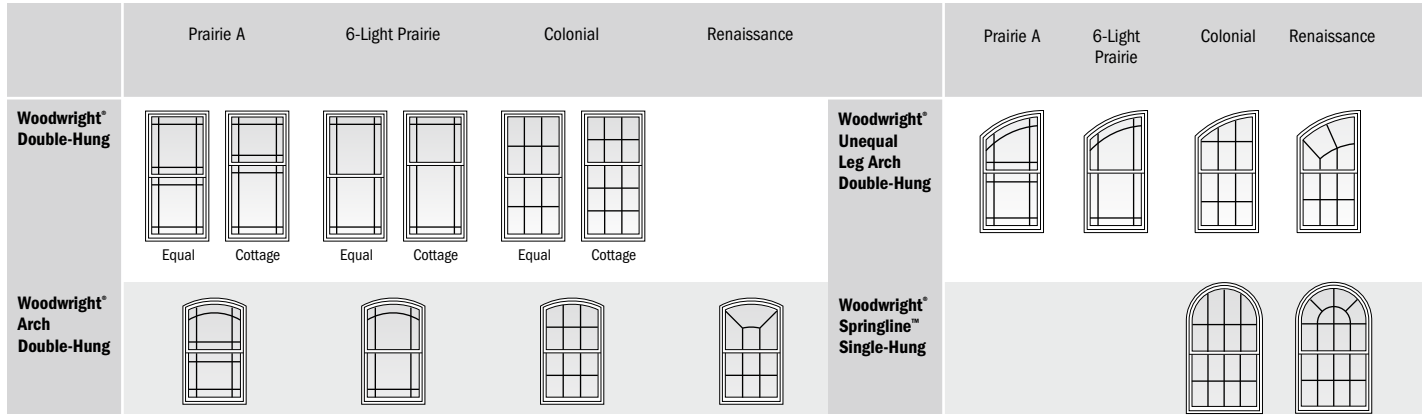 Prairie A
6-Light Prairie
Colonial
Renaissance
Woodwright®
Double-Hung
Equal
Cottage
Equal
Cottage
Equal
Cottage
Woodwright®
Arch
Double-Hung
Prairie A
6-Light
Prairie
Colonial
Renaissance
Woodwright®
Unequal
Leg Arch
Double-Hung
Woodwright®
Springline™
Single-Hung